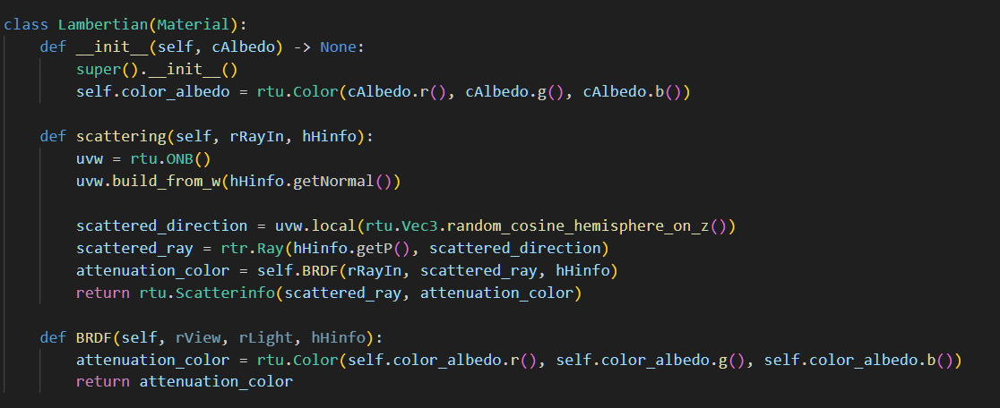 class Lambertian(Material):
    def __init__(self, cAlbedo) -> None:
        super().__init__()
        self.color_albedo = rtu.Color(cAlbedo.r(), cAlbedo.g(), cAlbedo.b())
    def scattering(self, rRayIn, hHinfo):
        uvw = rtu.ONB()
        uvw.build_from_w(hHinfo.getNormal())
        scattered_direction = uvw.local(rtu.Vec3.random_cosine_hemisphere_on_z())
        scattered_ray = rtr.Ray(hHinfo.getP(), scattered_direction)
        attenuation_color = self.BRDF(rRayIn, scattered_ray, hHinfo)
        return rtu.Scatterinfo(scattered_ray, attenuation_color)
    def BRDF(self, rView, rLight, hHinfo):
        attenuation_color = rtu.Color(self.color_albedo.r(), self.color_albedo.g(), self.color_albedo.b())
        return attenuation_color